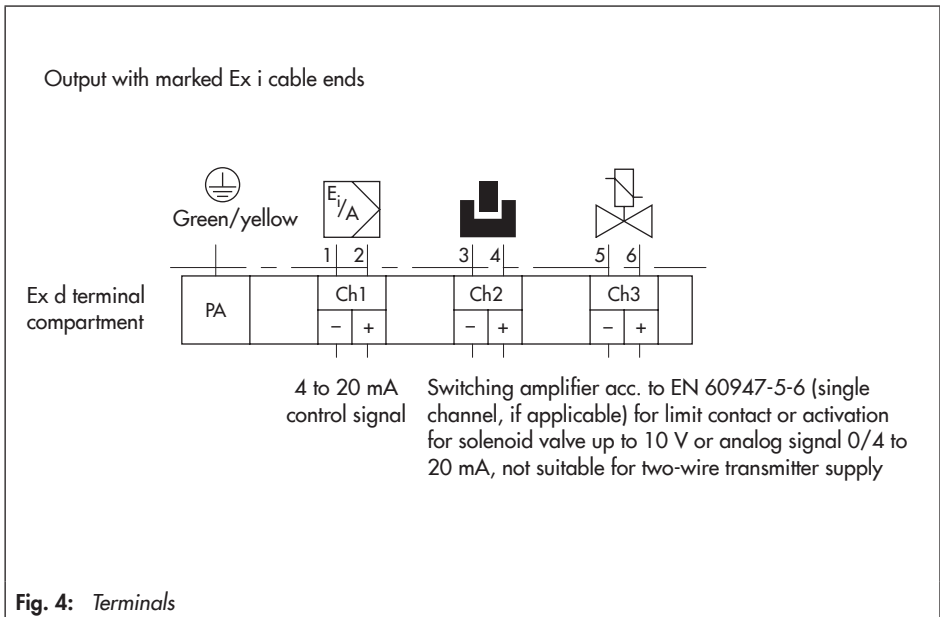 Output with marked Ex i cable ends
Green/yellow
Ei/A
1 2 3 4 5 6
Ex d terminal
compartment
PA
Ch1 Ch2 Ch3
– + – + – +
4 to 20 mA
control signal
Switching amplifier acc. to EN 60947-5-6 (single
channel, if applicable) for limit contact or activation
for solenoid valve up to 10 V or analog signal 0/4 to
20 mA, not suitable for two-wire transmitter supply
Fig. 4: Terminals